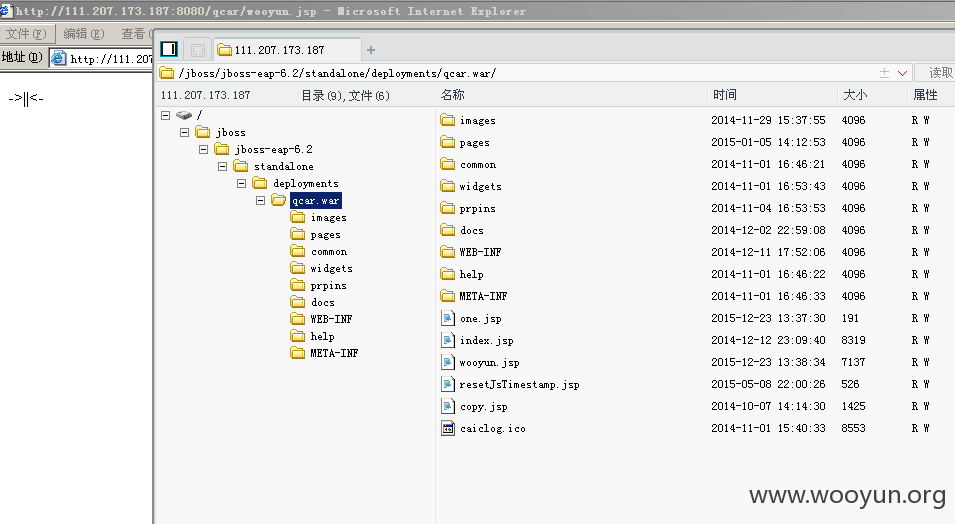 http://111.207.173.187:8080/qcar/wooyun.jsp - Microsoft Internet Explorer
文件(F) 编辑(E) 查看
地址(D) http://111.207
->||<-
111.207.173.187 +
/jboss/jboss-eap-6.2/standalone/deployments/qcar.war/ 读取
111.207.173.187 目录(9),文件(6)
/
jboss
jboss-eap-6.2
standalone
deployments
qcar.war
images
pages
common
widgets
prpins
docs
WEB-INF
help
META-INF
名称 时间 大小 属性
images 2014-11-29 15:37:55 4096 R W
pages 2015-01-05 14:12:53 4096 R W
common 2014-11-01 16:46:21 4096 R W
widgets 2014-11-01 16:53:43 4096 R W
prpins 2014-11-04 16:53:53 4096 R W
docs 2014-12-02 22:59:08 4096 R W
WEB-INF 2014-12-11 17:52:06 4096 R W
help 2014-11-01 16:46:22 4096 R W
META-INF 2014-11-01 16:46:33 4096 R W
one.jsp 2015-12-23 13:37:30 191 R W
index.jsp 2014-12-12 23:09:40 8319 R W
wooyun.jsp 2015-12-23 13:38:34 7137 R W
resetJsTimestamp.jsp 2015-05-08 22:00:26 526 R W
copy.jsp 2014-10-07 14:14:30 1425 R W
caiclog.ico 2014-11-01 15:40:33 8553 R W
www.wooyun.org